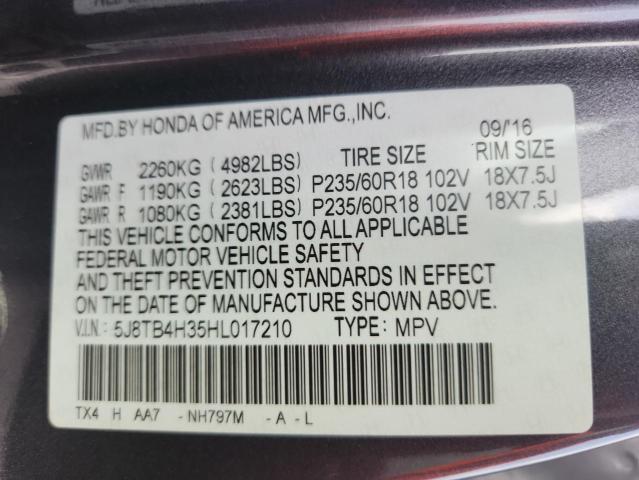 MFD.BY HONDA OF AMERICA MFG.,INC. 09/'16
GVWR 2260KG (4982LBS) TIRE SIZE RIM SIZE
GAWR F 1190KG (2623LBS) P235/60R18 102V 18X7.5J
GAWR R 1080KG (2381LBS) P235/60R18 102V 18X7.5J
THIS VEHICLE CONFORMS TO ALL APPLICABLE
FEDERAL MOTOR VEHICLE SAFETY
AND THEFT PREVENTION STANDARDS IN EFFECT
ON THE DATE OF MANUFACTURE SHOWN ABOVE.
V.I.N.: 5J8TB4H35HL017210 TYPE: MPV
TX4 H AA7 -NH797M -A-L